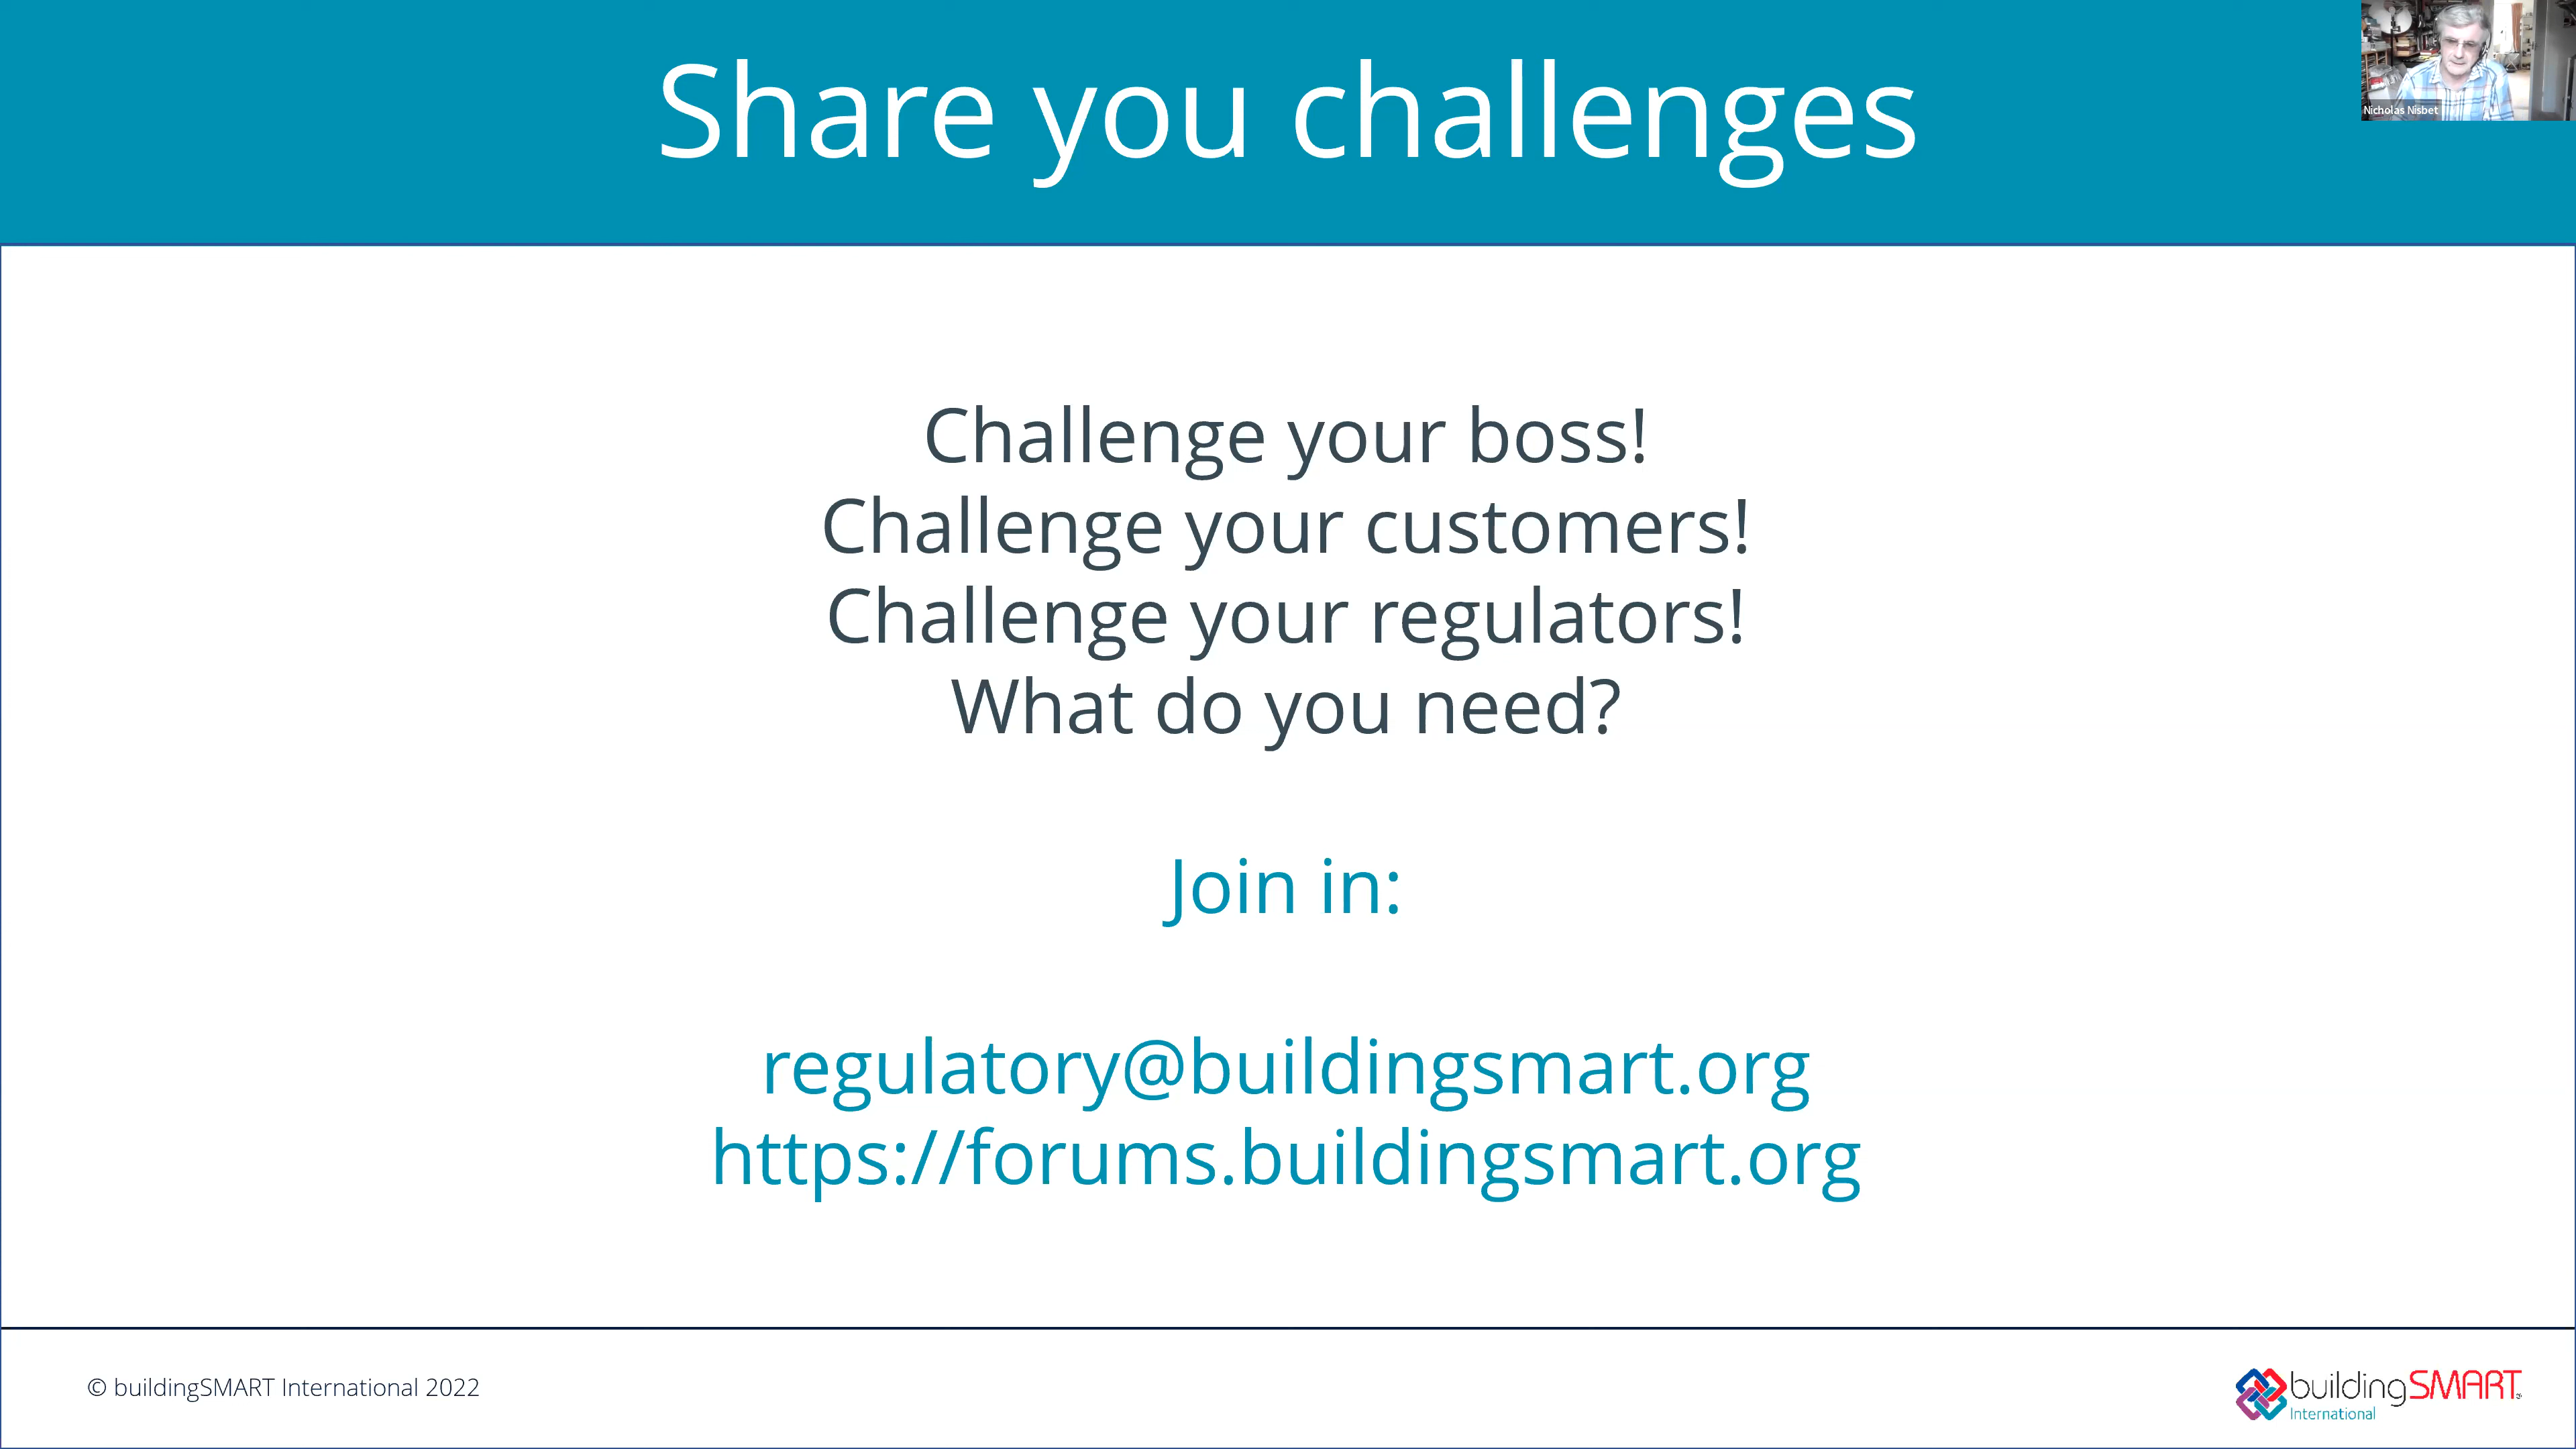 Share you challenges
Nicholas Nisbet
Challenge your boss!
Challenge your customers!
Challenge your regulators!
What do you need?
Join in:
regulatory@buildingsmart.org
https://forums.buildingsmart.org
© buildingSMART International 2022
buildingSMART
International